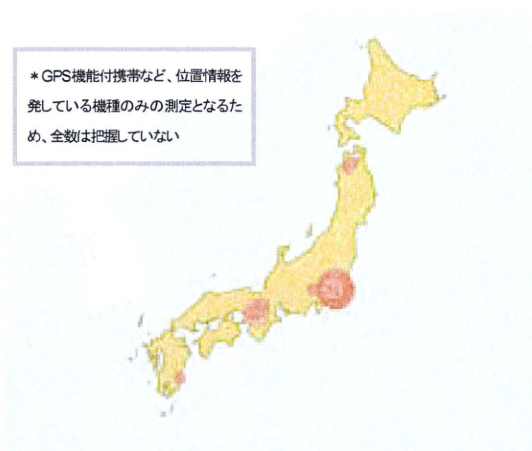 ＊GPS機能付携帯など、位置情報を
発している機種のみの測定となるた
め、全数は把握していない